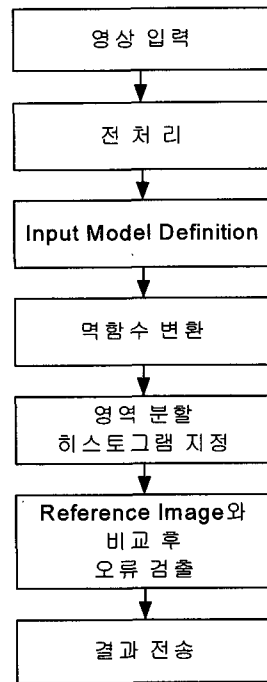 영상 입력
전 처 리
Input Model Definition
멱함수 변환
영역 분할
히스토그램 지정
Reference Image와
비교 후
오류 검출
결과 전송